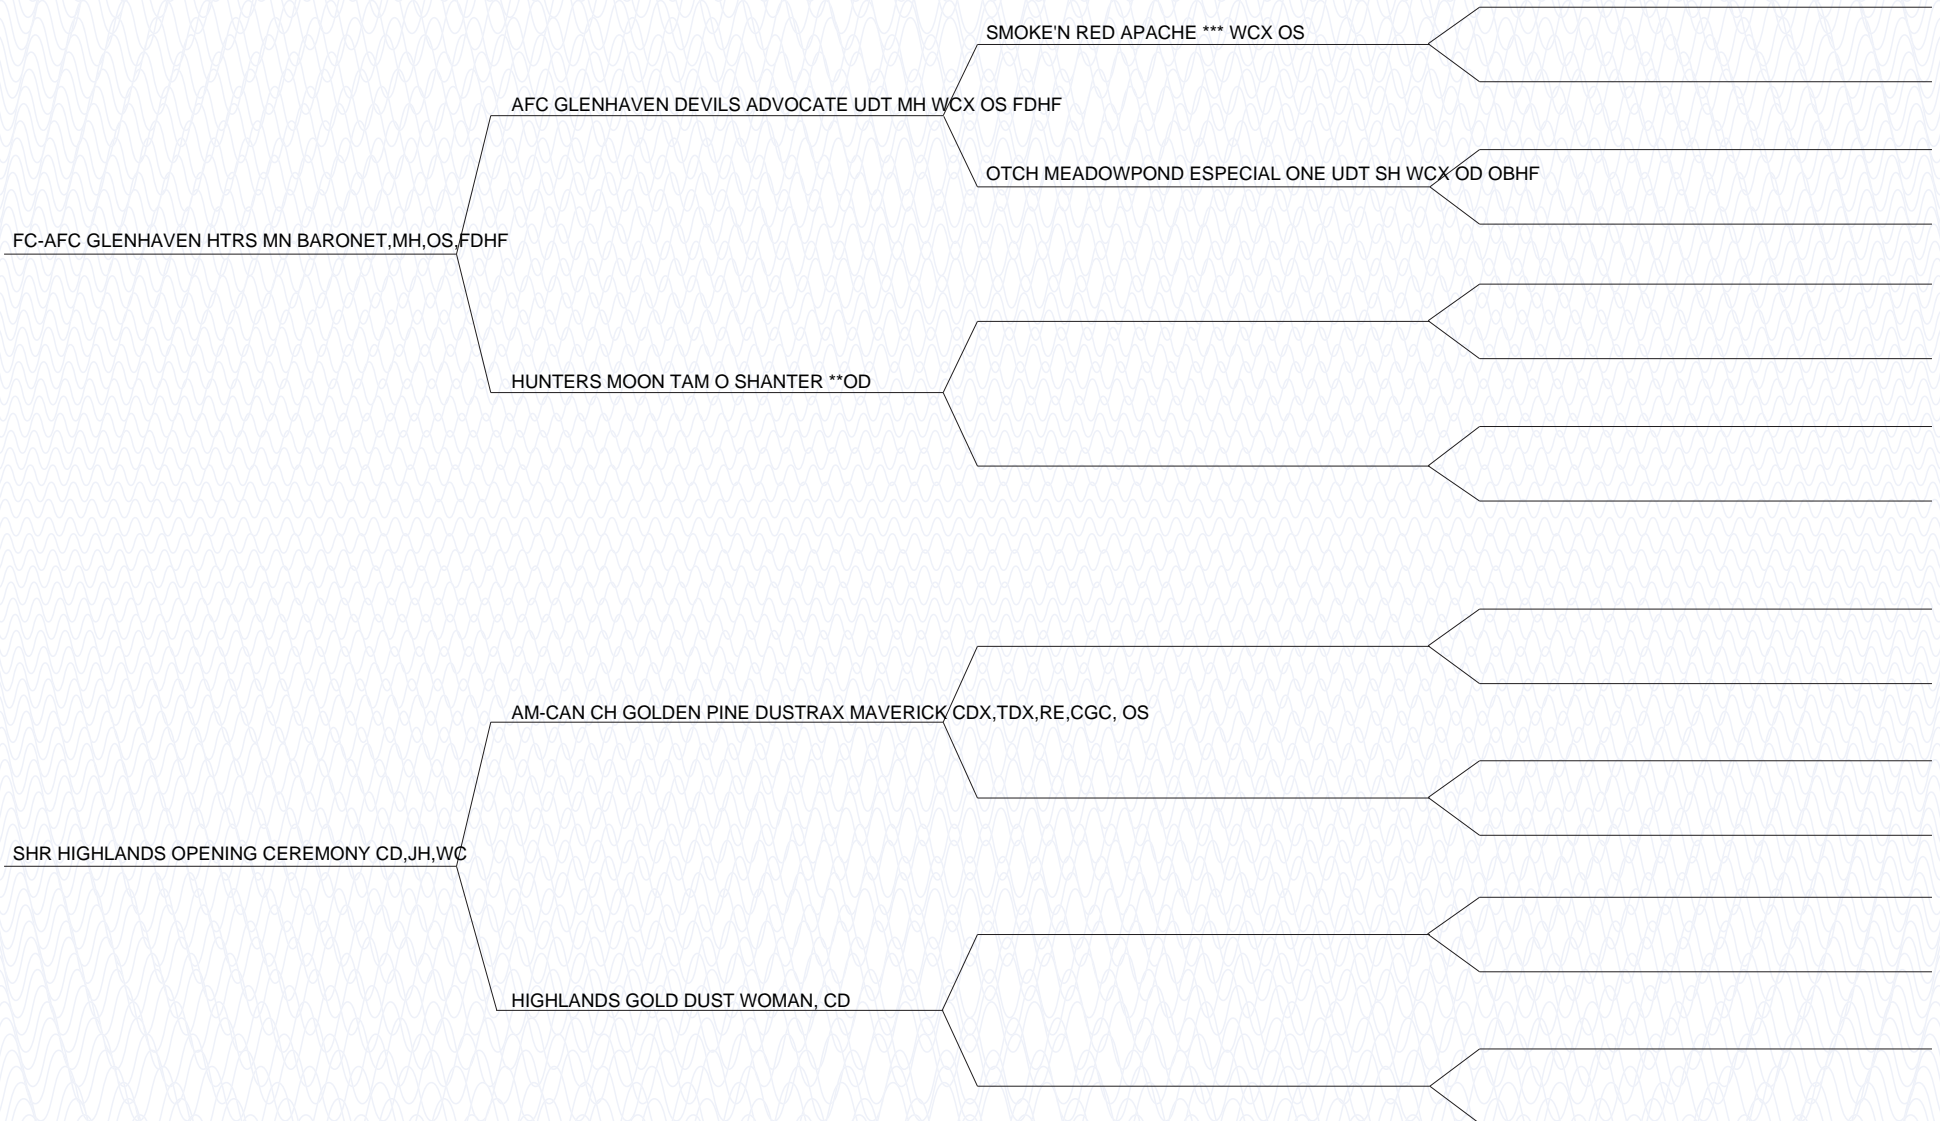 SMOKE'N RED APACHE *** WCX OS
AFC GLENHAVEN DEVILS ADVOCATE UDT MH WCX OS FDHF
OTCH MEADOWPOND ESPECIAL ONE UDT SH WCX OD OBHF
FC-AFC GLENHAVEN HTRS MN BARONET,MH,OS,FDHF
HUNTERS MOON TAM O SHANTER **OD
AM-CAN CH GOLDEN PINE DUSTRAX MAVERICK CDX,TDX,RE,CGC, OS
SHR HIGHLANDS OPENING CEREMONY CD,JH,WC
HIGHLANDS GOLD DUST WOMAN, CD